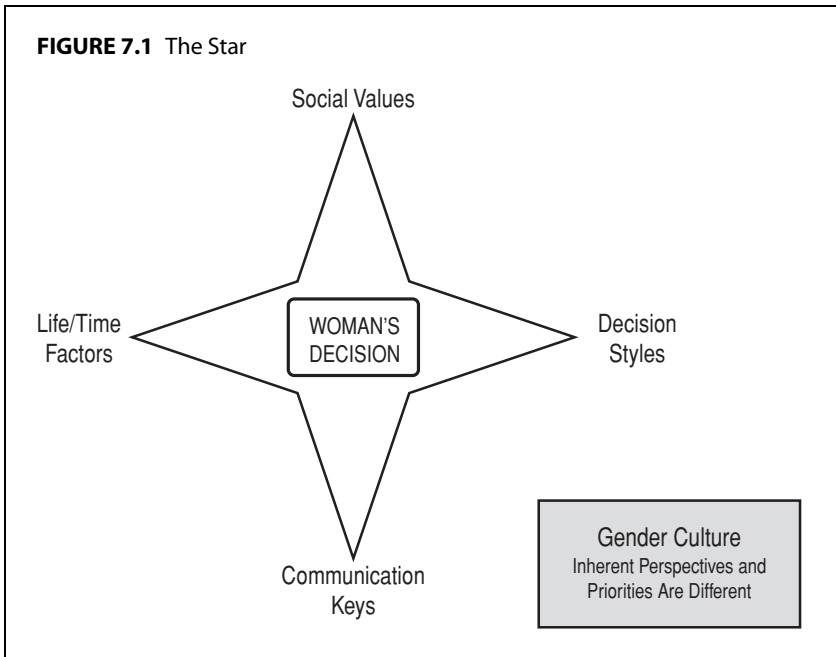 FIGURE 7.1 The Star
Social Values
Life/Time
Factors
WOMAN'S
DECISION
Decision
Styles
Communication
Keys
Gender Culture
Inherent Perspectives and
Priorities Are Different